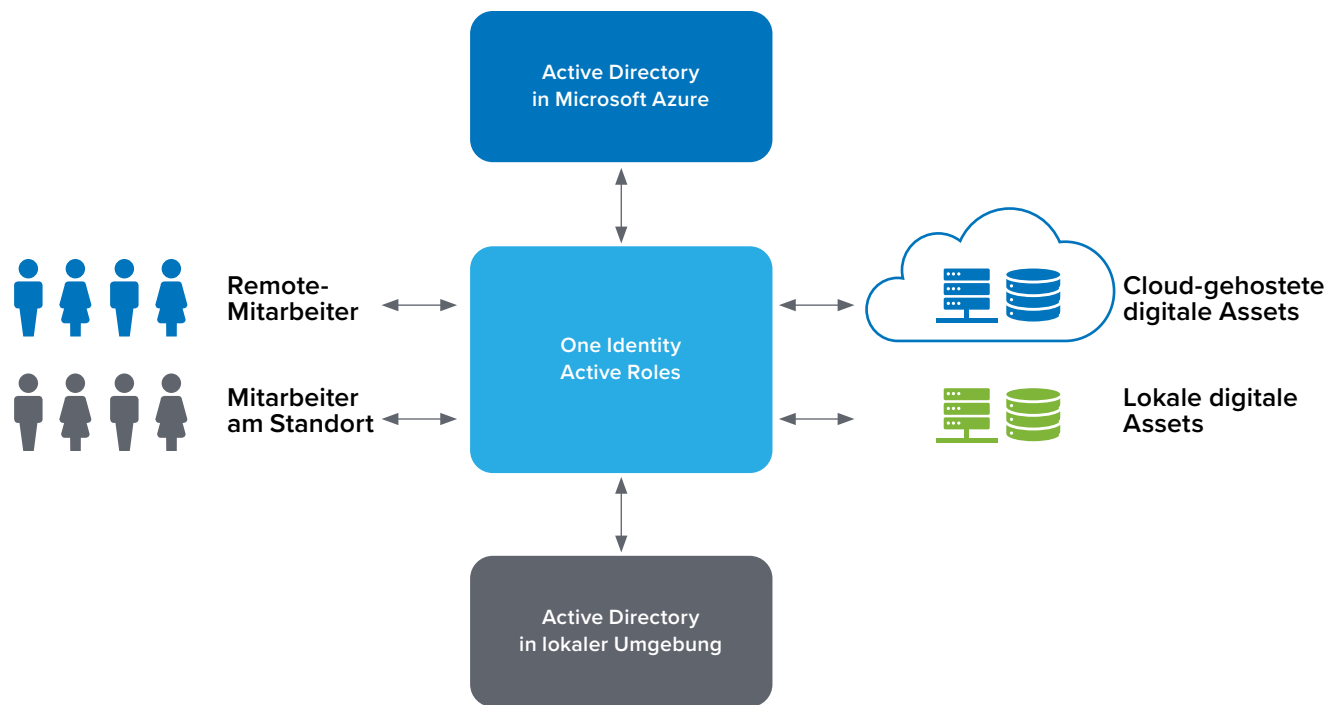 Active Directory
in Microsoft Azure
Remote-
Mitarbeiter
Cloud-gehostete
digitale Assets
One Identity
Active Roles
Mitarbeiter
am Standort
Lokale digitale
Assets
Active Directory
in lokaler Umgebung